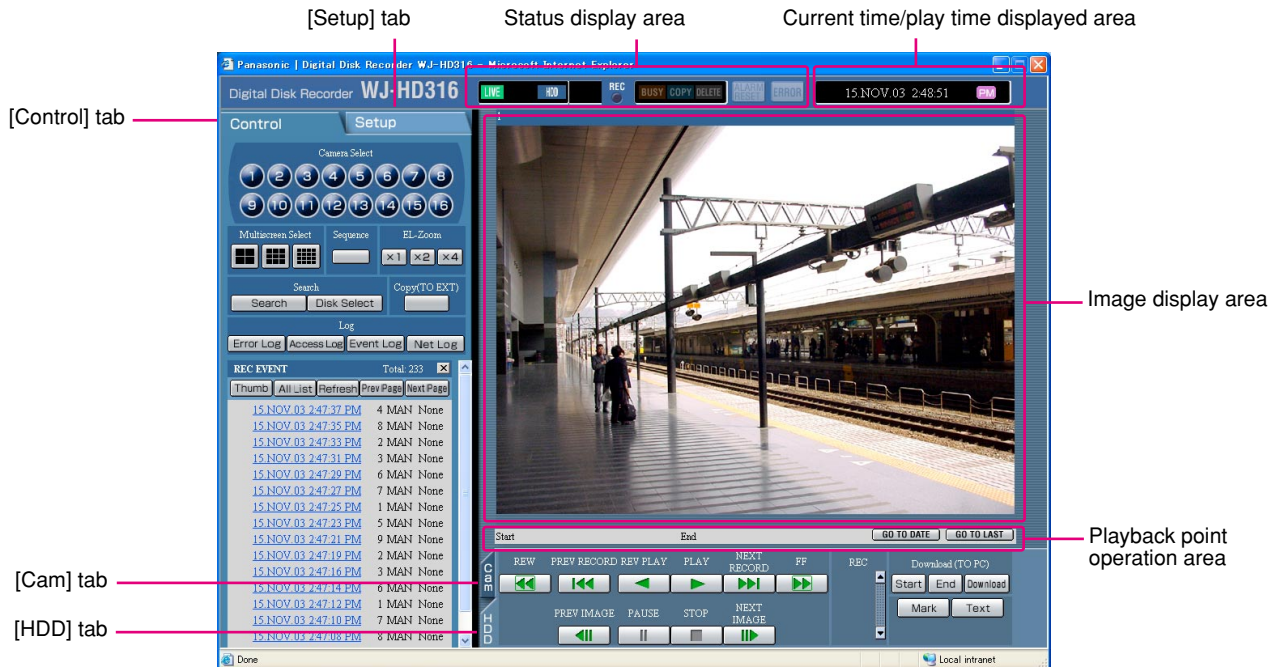 [Setup] tab
Status display area
Current time/play time displayed area
Panasonic | Digital Disk Recorder WJ-HD316 - Microsoft Internet Explorer
Digital Disk Recorder WJ-HD316
LIVE HDD REC BUSY COPY DELETE ALARM RESET ERROR
15.NOV.03 2:48:51 PM
[Control] tab
Control Setup
1
Camera Select
1 2 3 4 5 6 7 8
9 10 11 12 13 14 15 16
Multiscreen Select Sequence EL-Zoom
×1 ×2 ×4
Search Copy(TO EXT)
Search Disk Select
Log
Error Log Access Log Event Log Net Log
Image display area
REC EVENT Total: 233 X
Thumb All List Refresh Prev Page Next Page
15.NOV.03 2:47:37 PM 4 MAN None
15.NOV.03 2:47:35 PM 8 MAN None
15.NOV.03 2:47:33 PM 2 MAN None
15.NOV.03 2:47:31 PM 3 MAN None
15.NOV.03 2:47:29 PM 6 MAN None
15.NOV.03 2:47:27 PM 7 MAN None
15.NOV.03 2:47:25 PM 1 MAN None
15.NOV.03 2:47:23 PM 5 MAN None
15.NOV.03 2:47:21 PM 9 MAN None
15.NOV.03 2:47:19 PM 2 MAN None
15.NOV.03 2:47:16 PM 3 MAN None
15.NOV.03 2:47:14 PM 6 MAN None
15.NOV.03 2:47:12 PM 1 MAN None
15.NOV.03 2:47:10 PM 7 MAN None
15.NOV.03 2:47:08 PM 8 MAN None
Start End GO TO DATE GO TO LAST
Playback point
operation area
[Cam] tab
Cam
REW PREV RECORD REV PLAY PLAY NEXT RECORD FF
REC
Download (TO PC)
Start End Download
Mark Text
[HDD] tab
HDD
PREV IMAGE PAUSE STOP NEXT IMAGE
Done
Local intranet